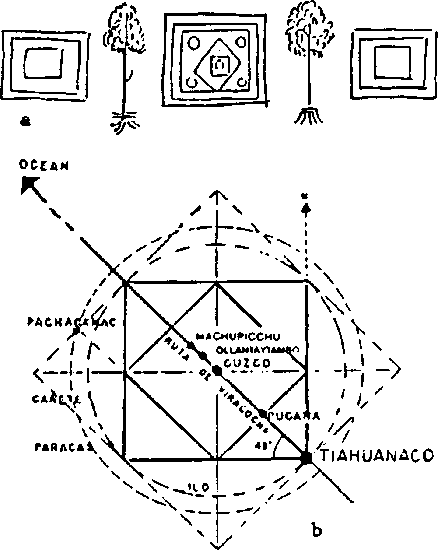 a
OCEAN
PACHACAMAC
MACHUPICCHU
OLLANTAYTAMBO
CUZCO
RUTA DE VIRACOCHA
CAÑETE
PUCARA
PARACAS
45°
TIAHUANACO
ILO
b